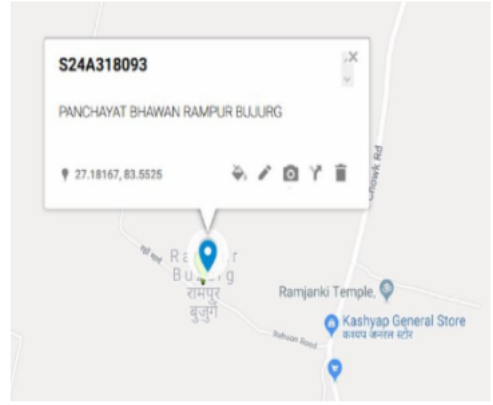 S24A318093
PANCHAYAT BHAWAN RAMPUR BUJURG
27.18167, 83.5525
Chowk Rd
रामपुर
बुजुर्ग
Ramjanki Temple,
Kashyap General Store
कश्यप जनरल स्टोर
Road